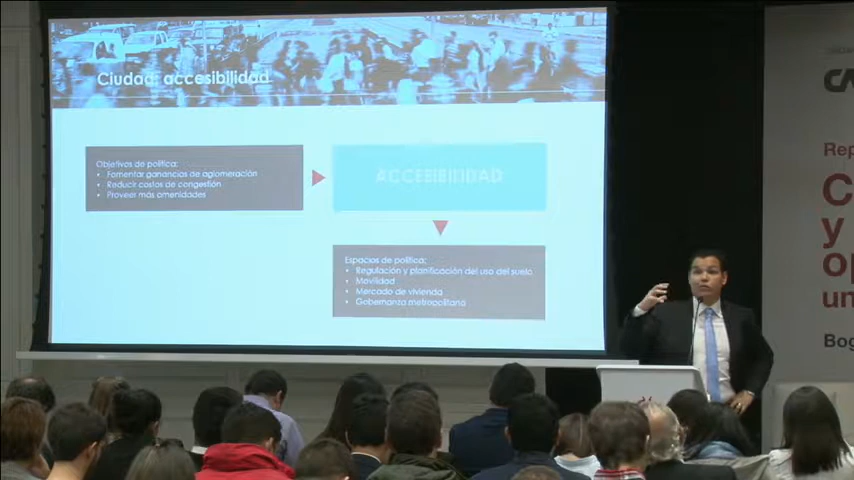 Ciudad: accesibilidad
Objetivos de política:
• Fomentar ganancias de aglomeración
• Reducir costos de congestión
• Proveer más amenidades
ACCESIBILIDAD
Espacios de política:
• Regulación y planificación del uso del suelo
• Movilidad
• Mercado de vivienda
• Gobernanza metropolitana
Rep
C
y
op
un
Bog